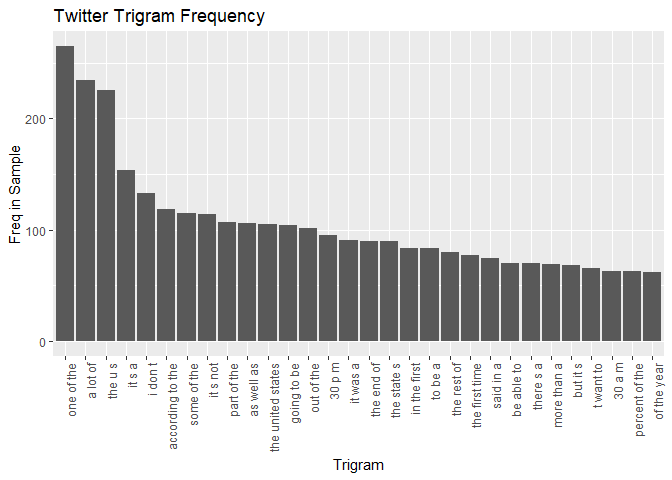 Twitter Trigram Frequency
Freq in Sample
200
100
0
one of the
a lot of
the u s
it s a
i don t
according to the
some of the
it s not
part of the
as well as
the united states
going to be
out of the
30 p m
it was a
the end of
the state s
in the first
to be a
the rest of
the first time
said in a
be able to
there s a
more than a
but it s
t want to
30 a m
percent of the
of the year
Trigram